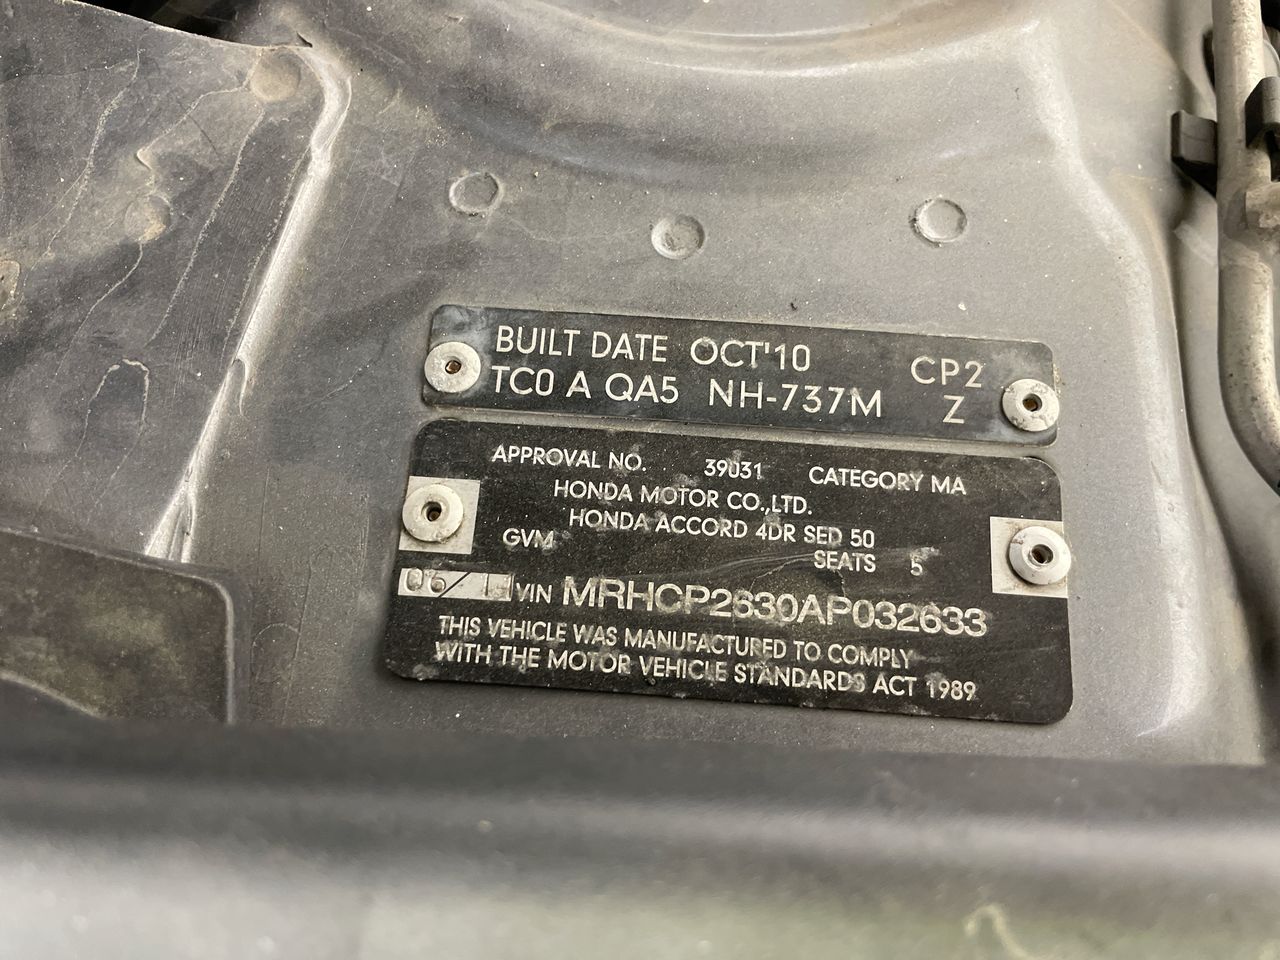 BUILT DATE OCT'10 CP2
TC0 A QA5 NH-737M Z
APPROVAL NO. 39031 CATEGORY MA
HONDA MOTOR CO.,LTD.
HONDA ACCORD 4DR SED 50
GVM SEATS 5
06/11 VIN MRHCP2630AP032633
THIS VEHICLE WAS MANUFACTURED TO COMPLY
WITH THE MOTOR VEHICLE STANDARDS ACT 1989